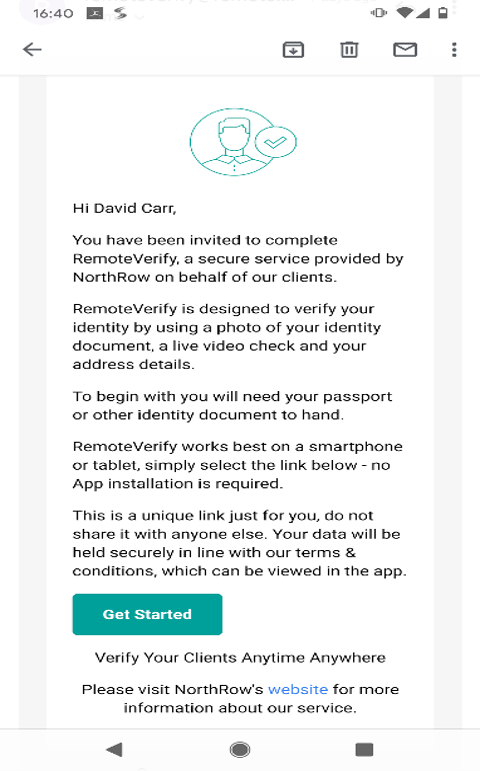 16:40
Hi David Carr,
You have been invited to complete
RemoteVerify, a secure service provided by
NorthRow on behalf of our clients.
RemoteVerify is designed to verify your
identity by using a photo of your identity
document, a live video check and your
address details.
To begin with you will need your passport
or other identity document to hand.
RemoteVerify works best on a smartphone
or tablet, simply select the link below - no
App installation is required.
This is a unique link just for you, do not
share it with anyone else. Your data will be
held securely in line with our terms &
conditions, which can be viewed in the app.
Get Started
Verify Your Clients Anytime Anywhere
Please visit NorthRow's website for more
information about our service.